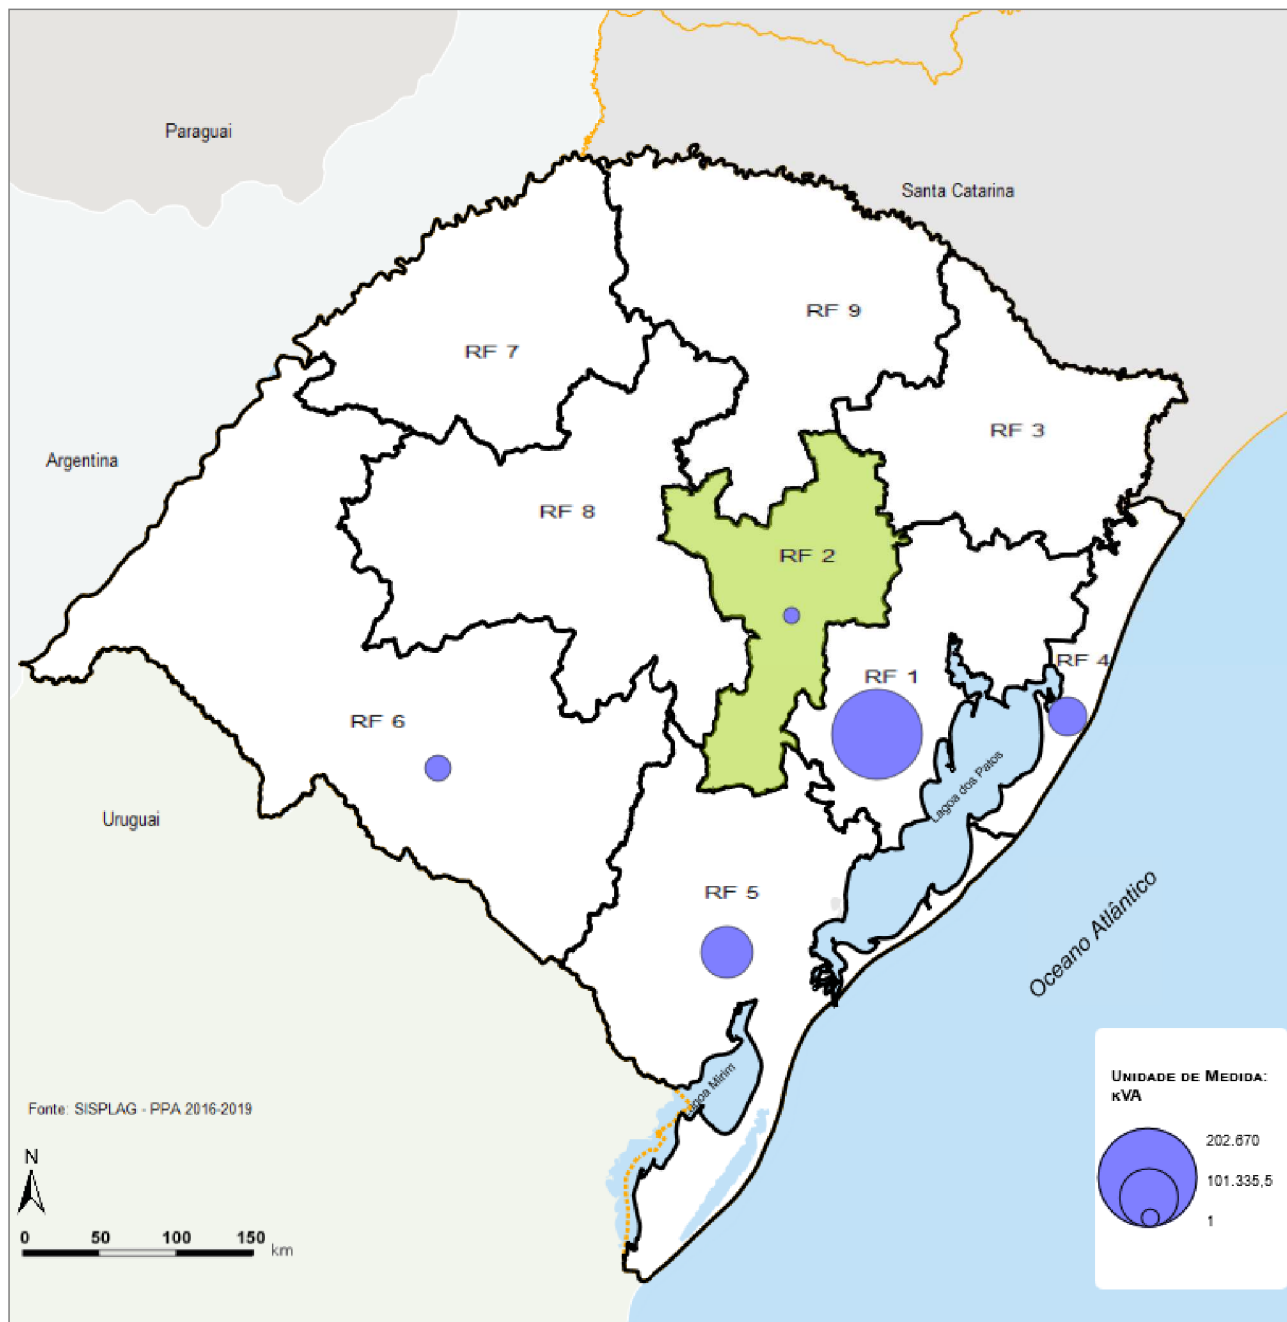 Paraguai
Santa Catarina
RF 9
RF 7
RF 3
Argentina
RF 8
RF 2
RF 4
RF 1
RF 6
Lagoa dos Patos
Uruguai
RF 5
Oceano Atlântico
Lagoa Mirim
UNIDADE DE MEDIDA:
KVA
202.670
101.335,5
1
Fonte: SISPLAG - PPA 2016-2019
N
0 50 100 150
km